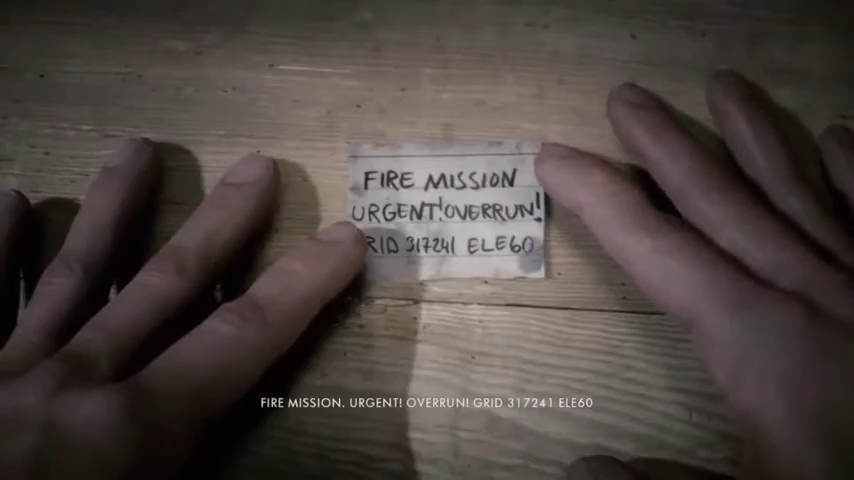 FIRE MISSION
URGENT! OVERRUN!
GRID 317241 ELE60
FIRE MISSION. URGENT! OVERRUN! GRID 317241 ELE60